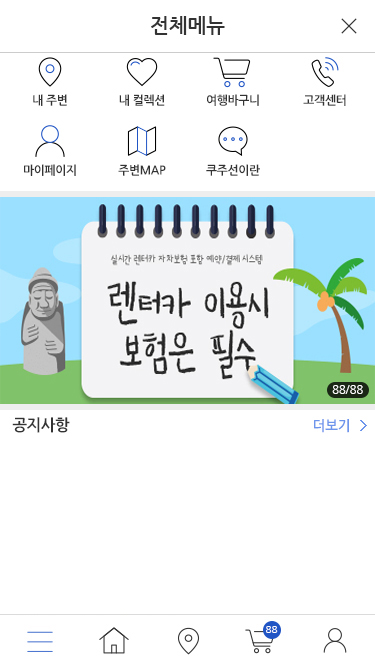 전체메뉴
내 주변
내 컬렉션
여행바구니
고객센터
마이페이지
주변MAP
쿠주선이란
실시간 렌터카 자차보험 포함 예약/결제 시스템
렌터카 이용시
보험은 필수
88/88
공지사항
더보기
88